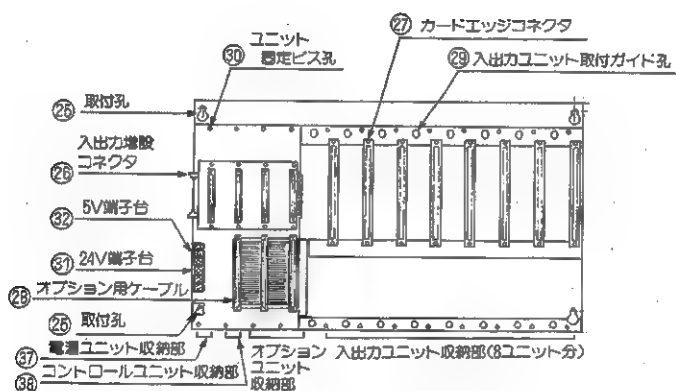 ユニット
㉚ 固定ビス孔
㉗ カードエッジコネクタ
㉙ 入出力ユニット取付ガイド孔
㉕ 取付孔
入出力増設
㉖ コネクタ
㉜ 5V端子台
㉛ 24V端子台
㉘ オプション用ケーブル
㉕ 取付孔
㊲ 電源ユニット収納部
㊳ コントロールユニット収納部
オプション
ユニット
収納部
入出力ユニット収納部(8ユニット分)